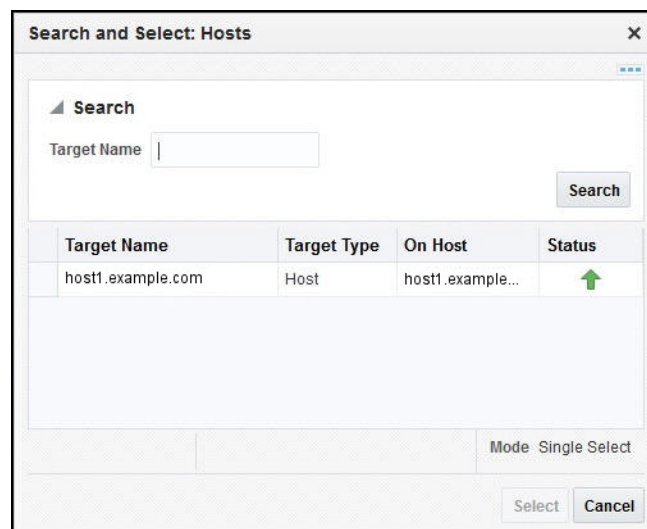 Search and Select: Hosts
Search
Target Name
Search
Target Name Target Type On Host Status
host1.example.com Host host1.example...
Mode Single Select
Select Cancel